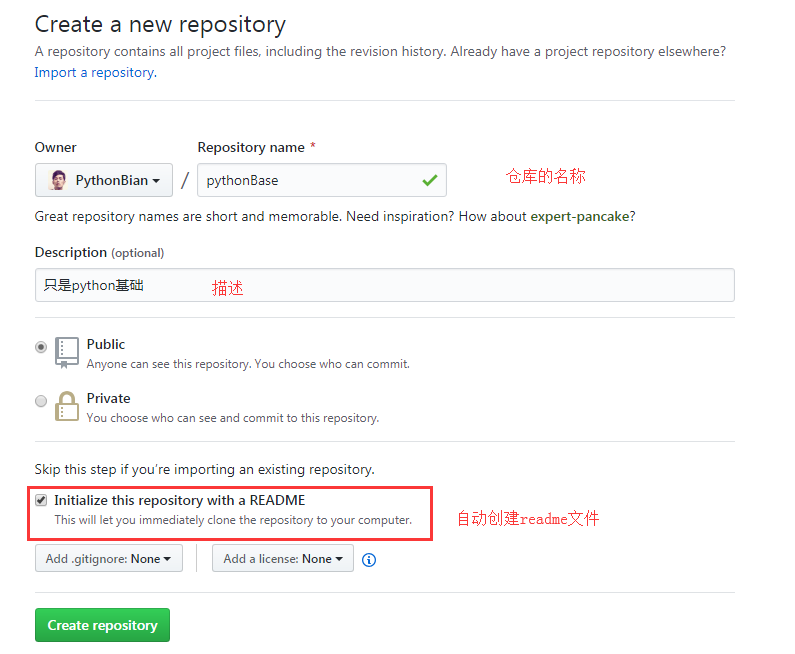 Create a new repository
A repository contains all project files, including the revision history. Already have a project repository elsewhere?
Import a repository.
Owner
Repository name *
PythonBian / pythonBase
仓库的名称
Great repository names are short and memorable. Need inspiration? How about expert-pancake?
Description (optional)
只是python基础
描述
Public
Anyone can see this repository. You choose who can commit.
Private
You choose who can see and commit to this repository.
Skip this step if you’re importing an existing repository.
Initialize this repository with a README
This will let you immediately clone the repository to your computer.
自动创建readme文件
Add .gitignore: None
Add a license: None
Create repository